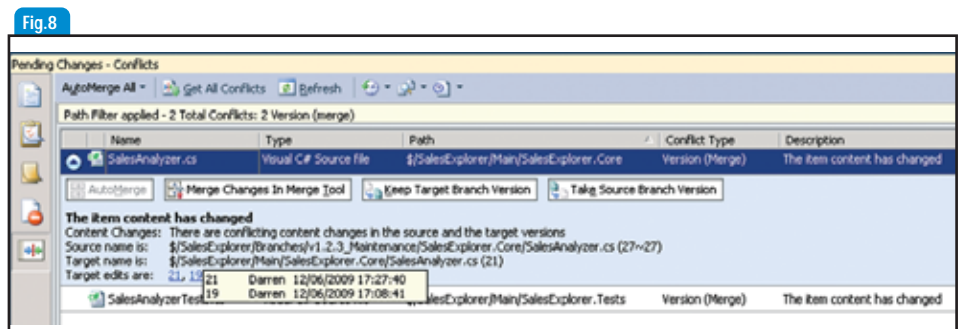 Fig.8
Pending Changes - Conflicts
AutoMerge All Get All Conflicts Refresh
Path Filter applied - 2 Total Conflicts: 2 Version (merge)
Name Type Path Conflict Type Description
SalesAnalyzer.cs Visual C# Source file $/SalesExplorer/Main/SalesExplorer.Core Version (Merge) The item content has changed
AutoMerge Merge Changes In Merge Tool Keep Target Branch Version Take Source Branch Version
The item content has changed
Content Changes: There are conflicting content changes in the source and the target versions
Source name is: $/SalesExplorer/Branches/v1.2.3_Maintenance/SalesExplorer.Core/SalesAnalyzer.cs (27~27)
Target name is: $/SalesExplorer/Main/SalesExplorer.Core/SalesAnalyzer.cs (21)
Target edits are: 21, 19
21 Darren 12/06/2009 17:27:40
19 Darren 12/06/2009 17:08:41
SalesExplorer/Main/SalesExplorer.Tests Version (Merge) The item content has changed